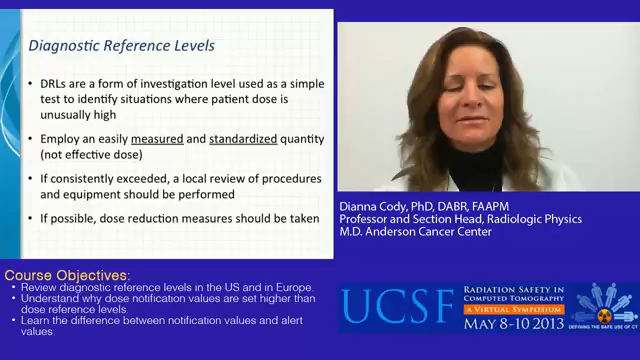 Diagnostic Reference Levels
• DRLs are a form of investigation level used as a simple
test to identify situations where patient dose is
unusually high
• Employ an easily measured and standardized quantity
(not effective dose)
• If consistently exceeded, a local review of procedures
and equipment should be performed
• If possible, dose reduction measures should be taken
Dianna Cody, PhD, DABR, FAAPM
Professor and Section Head, Radiologic Physics
M.D. Anderson Cancer Center
Course Objectives:
• Review diagnostic reference levels in the US and in Europe.
• Understand why dose notification values are set higher than
dose reference levels.
• Learn the difference between notification values and alert
values.
UCSF
RADIATION SAFETY IN
COMPUTED TOMOGRAPHY
A VIRTUAL SYMPOSIUM
MAY 8-10 2013
DEFINING THE SAFE USE OF CT